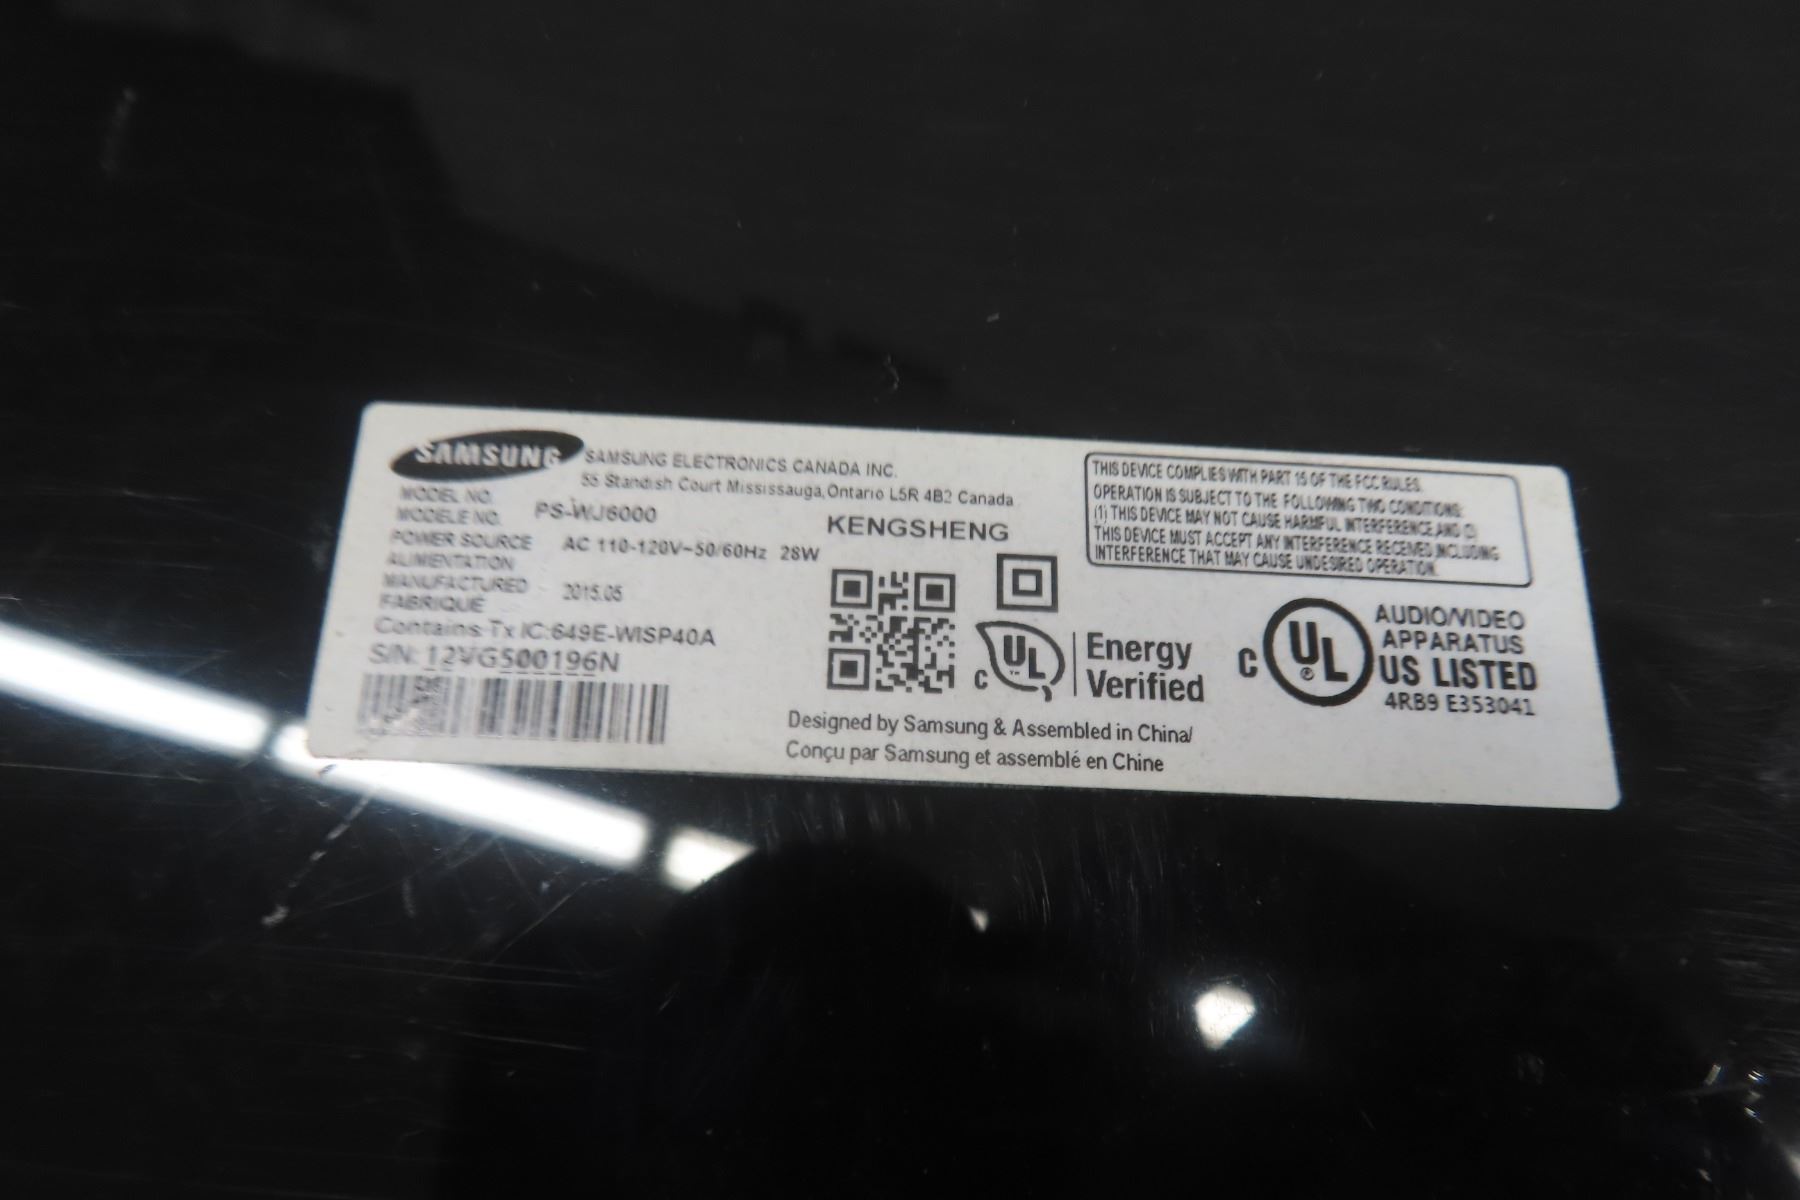 SAMSUNG
SAMSUNG ELECTRONICS CANADA INC.
55 Standish Court Mississauga, Ontario L5R 4B2 Canada
MODEL NO.
MODELE NO.
PS-WJ6000
POWER SOURCE
ALIMENTATION
AC 110-120V~50/60Hz 28W
MANUFACTURED
FABRIQUE
2015.05
Contains Tx IC:649E-WISP40A
S/N: 12VG500196N
KENGSHENG
c UL ™
Energy
Verified
Designed by Samsung & Assembled in China/
Conçu par Samsung et assemblé en Chine
THIS DEVICE COMPLIES WITH PART 15 OF THE FCC RULES.
OPERATION IS SUBJECT TO THE FOLLOWING TWO CONDITIONS:
(1) THIS DEVICE MAY NOT CAUSE HARMFUL INTERFERENCE,AND (2)
THIS DEVICE MUST ACCEPT ANY INTERFERENCE RECEIVED,INCLUDING
INTERFERENCE THAT MAY CAUSE UNDESIRED OPERATION.
C UL ®
AUDIO/VIDEO
APPARATUS
US LISTED
4RB9 E353041